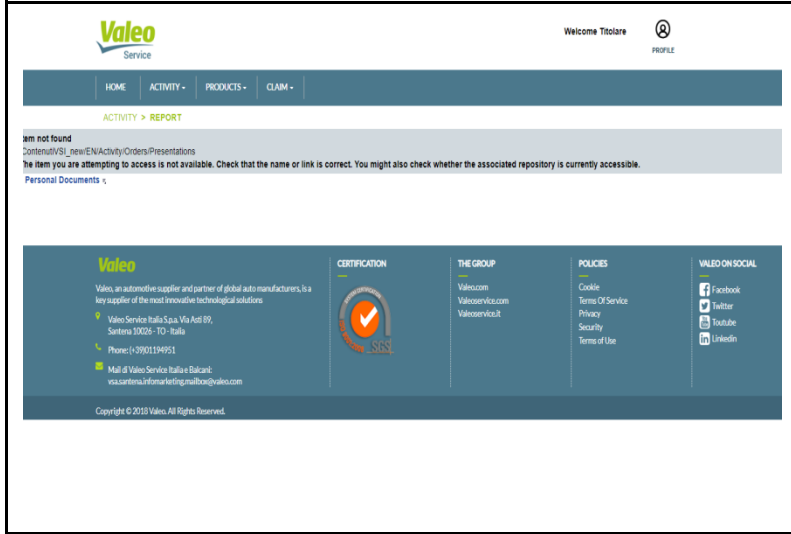 Valeo
Service
Welcome Titolare
PROFILE
HOME ACTIVITY PRODUCTS CLAIM
ACTIVITY > REPORT
tem not found
ContenutiVSI_new/EN/Activity/Orders/Presentations
he item you are attempting to access is not available. Check that the name or link is correct. You might also check whether the associated repository is currently accessible.
Personal Documents
Valeo
Valeo, an automotive supplier and partner of global auto manufacturers, is a
key supplier of the most innovative technological solutions
Valeo Service Italia S.p.a. Via Asti 89,
Santena 10026 - TO - Italia
Phone: (+39)01194951
Mail di Valeo Service Italia e Balcani:
vsa.santena.infomarketing.mailbox@valeo.com
CERTIFICATION
SGS
THE GROUP
Valeo.com
Valeoservice.com
Valeoservice.it
POLICIES
Cookie
Terms Of Service
Privacy
Security
Terms of Use
VALEO ON SOCIAL
Facebook
Twitter
Toutube
Linkedin
Copyright © 2018 Valeo. All Rights Reserved.